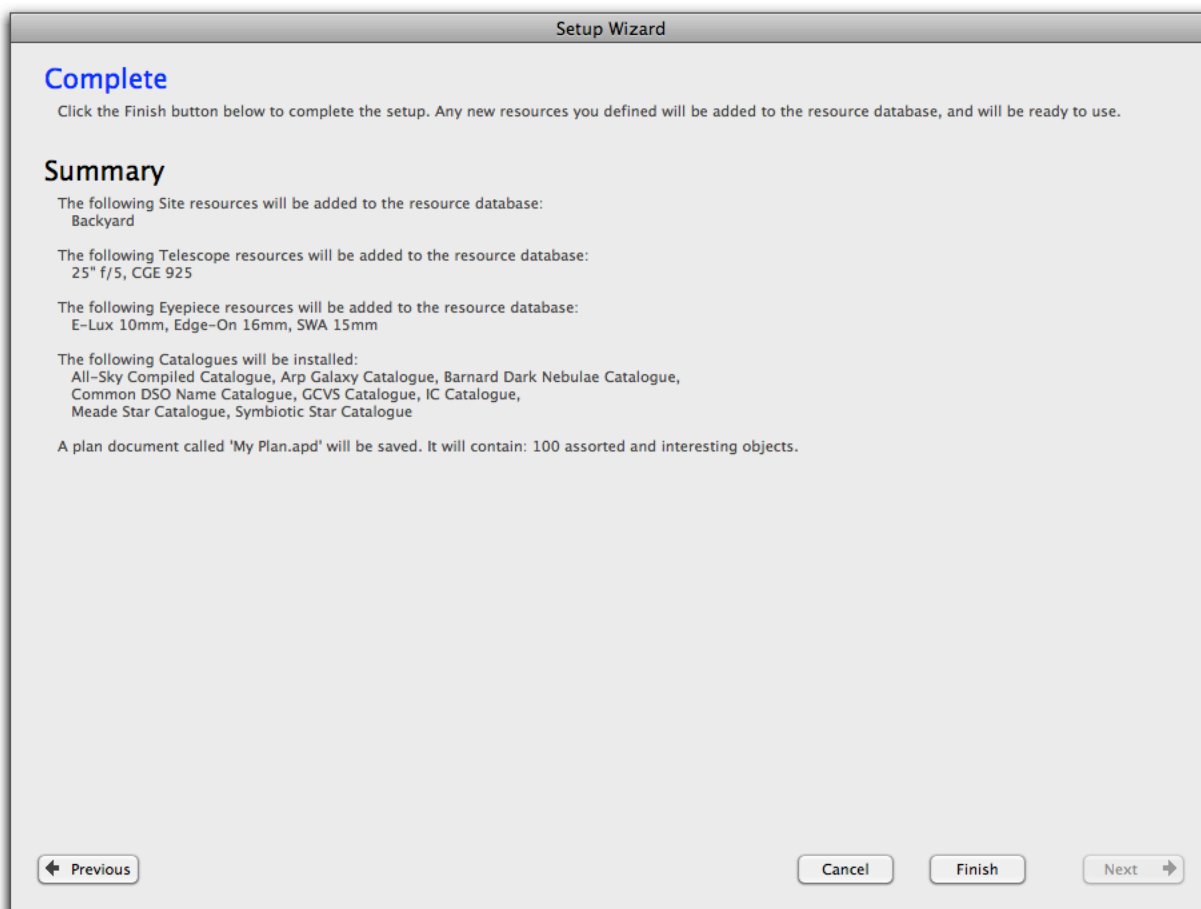 Setup Wizard
Complete
Click the Finish button below to complete the setup. Any new resources you defined will be added to the resource database, and will be ready to use.
Summary
The following Site resources will be added to the resource database:
Backyard
The following Telescope resources will be added to the resource database:
25" f/5, CGE 925
The following Eyepiece resources will be added to the resource database:
E-Lux 10mm, Edge-On 16mm, SWA 15mm
The following Catalogues will be installed:
All-Sky Compiled Catalogue, Arp Galaxy Catalogue, Barnard Dark Nebulae Catalogue,
Common DSO Name Catalogue, GCVS Catalogue, IC Catalogue,
Meade Star Catalogue, Symbiotic Star Catalogue
A plan document called 'My Plan.apd' will be saved. It will contain: 100 assorted and interesting objects.
Previous
Cancel
Finish
Next